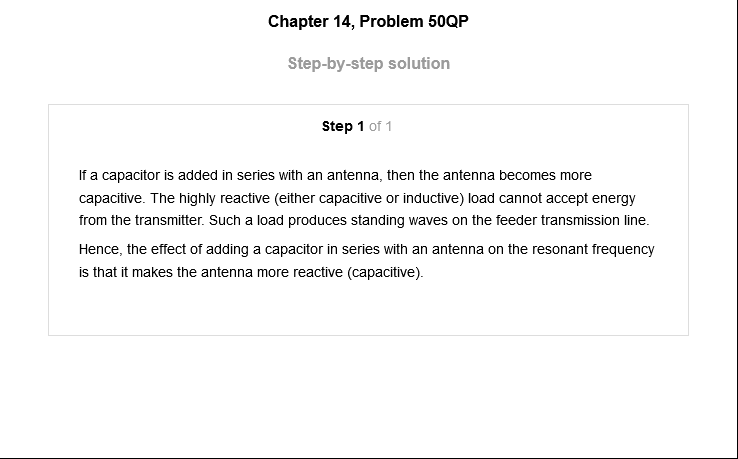 Chapter 14, Problem 50QP
Step-by-step solution
Step 1 of 1
If a capacitor is added in series with an antenna, then the antenna becomes more
capacitive. The highly reactive (either capacitive or inductive) load cannot accept energy
from the transmitter. Such a load produces standing waves on the feeder transmission line.
Hence, the effect of adding a capacitor in series with an antenna on the resonant frequency
is that it makes the antenna more reactive (capacitive).